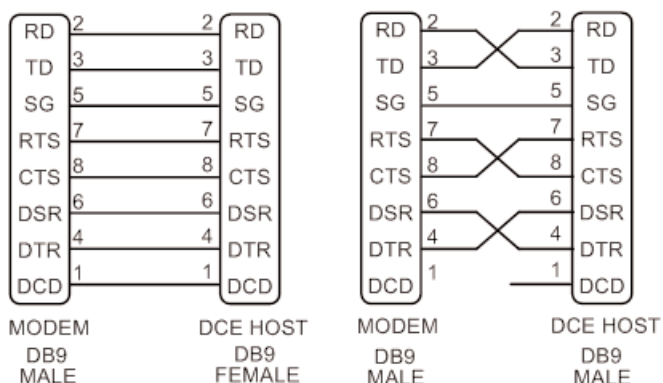 RD 2 2 RD
TD 3 3 TD
SG 5 5 SG
RTS 7 7 RTS
CTS 8 8 CTS
DSR 6 6 DSR
DTR 4 4 DTR
DCD 1 1 DCD
MODEM DCE HOST
DB9 DB9
MALE FEMALE
RD 2 2 RD
TD 3 3 TD
SG 5 5 SG
RTS 7 7 RTS
CTS 8 8 CTS
DSR 6 6 DSR
DTR 4 4 DTR
DCD 1 1 DCD
MODEM DCE HOST
DB9 DB9
MALE MALE